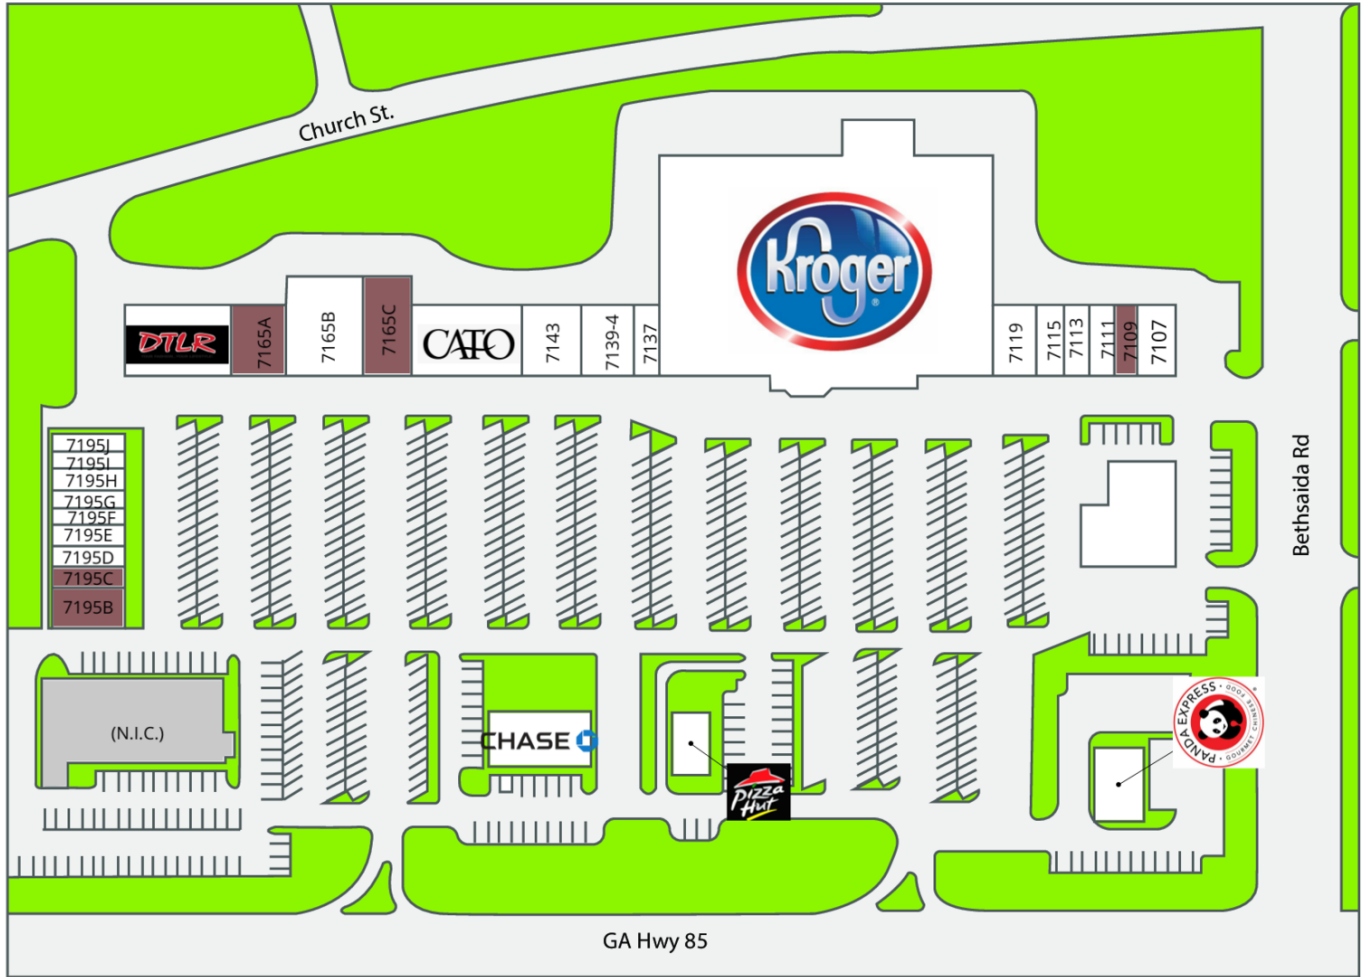 Church St.
Kröger
DTLR
7165A
7165B
7165C
CATO
7143
7139-4
7137
7119
7115
7113
7111
7109
7107
7195J
7195I
7195H
7195G
7195F
7195E
7195D
7195C
7195B
Bethsaida Rd
(N.I.C.)
CHASE
Pizza
Hut
PANDA EXPRESS
GOURMET CHINESE FOOD
GA Hwy 85